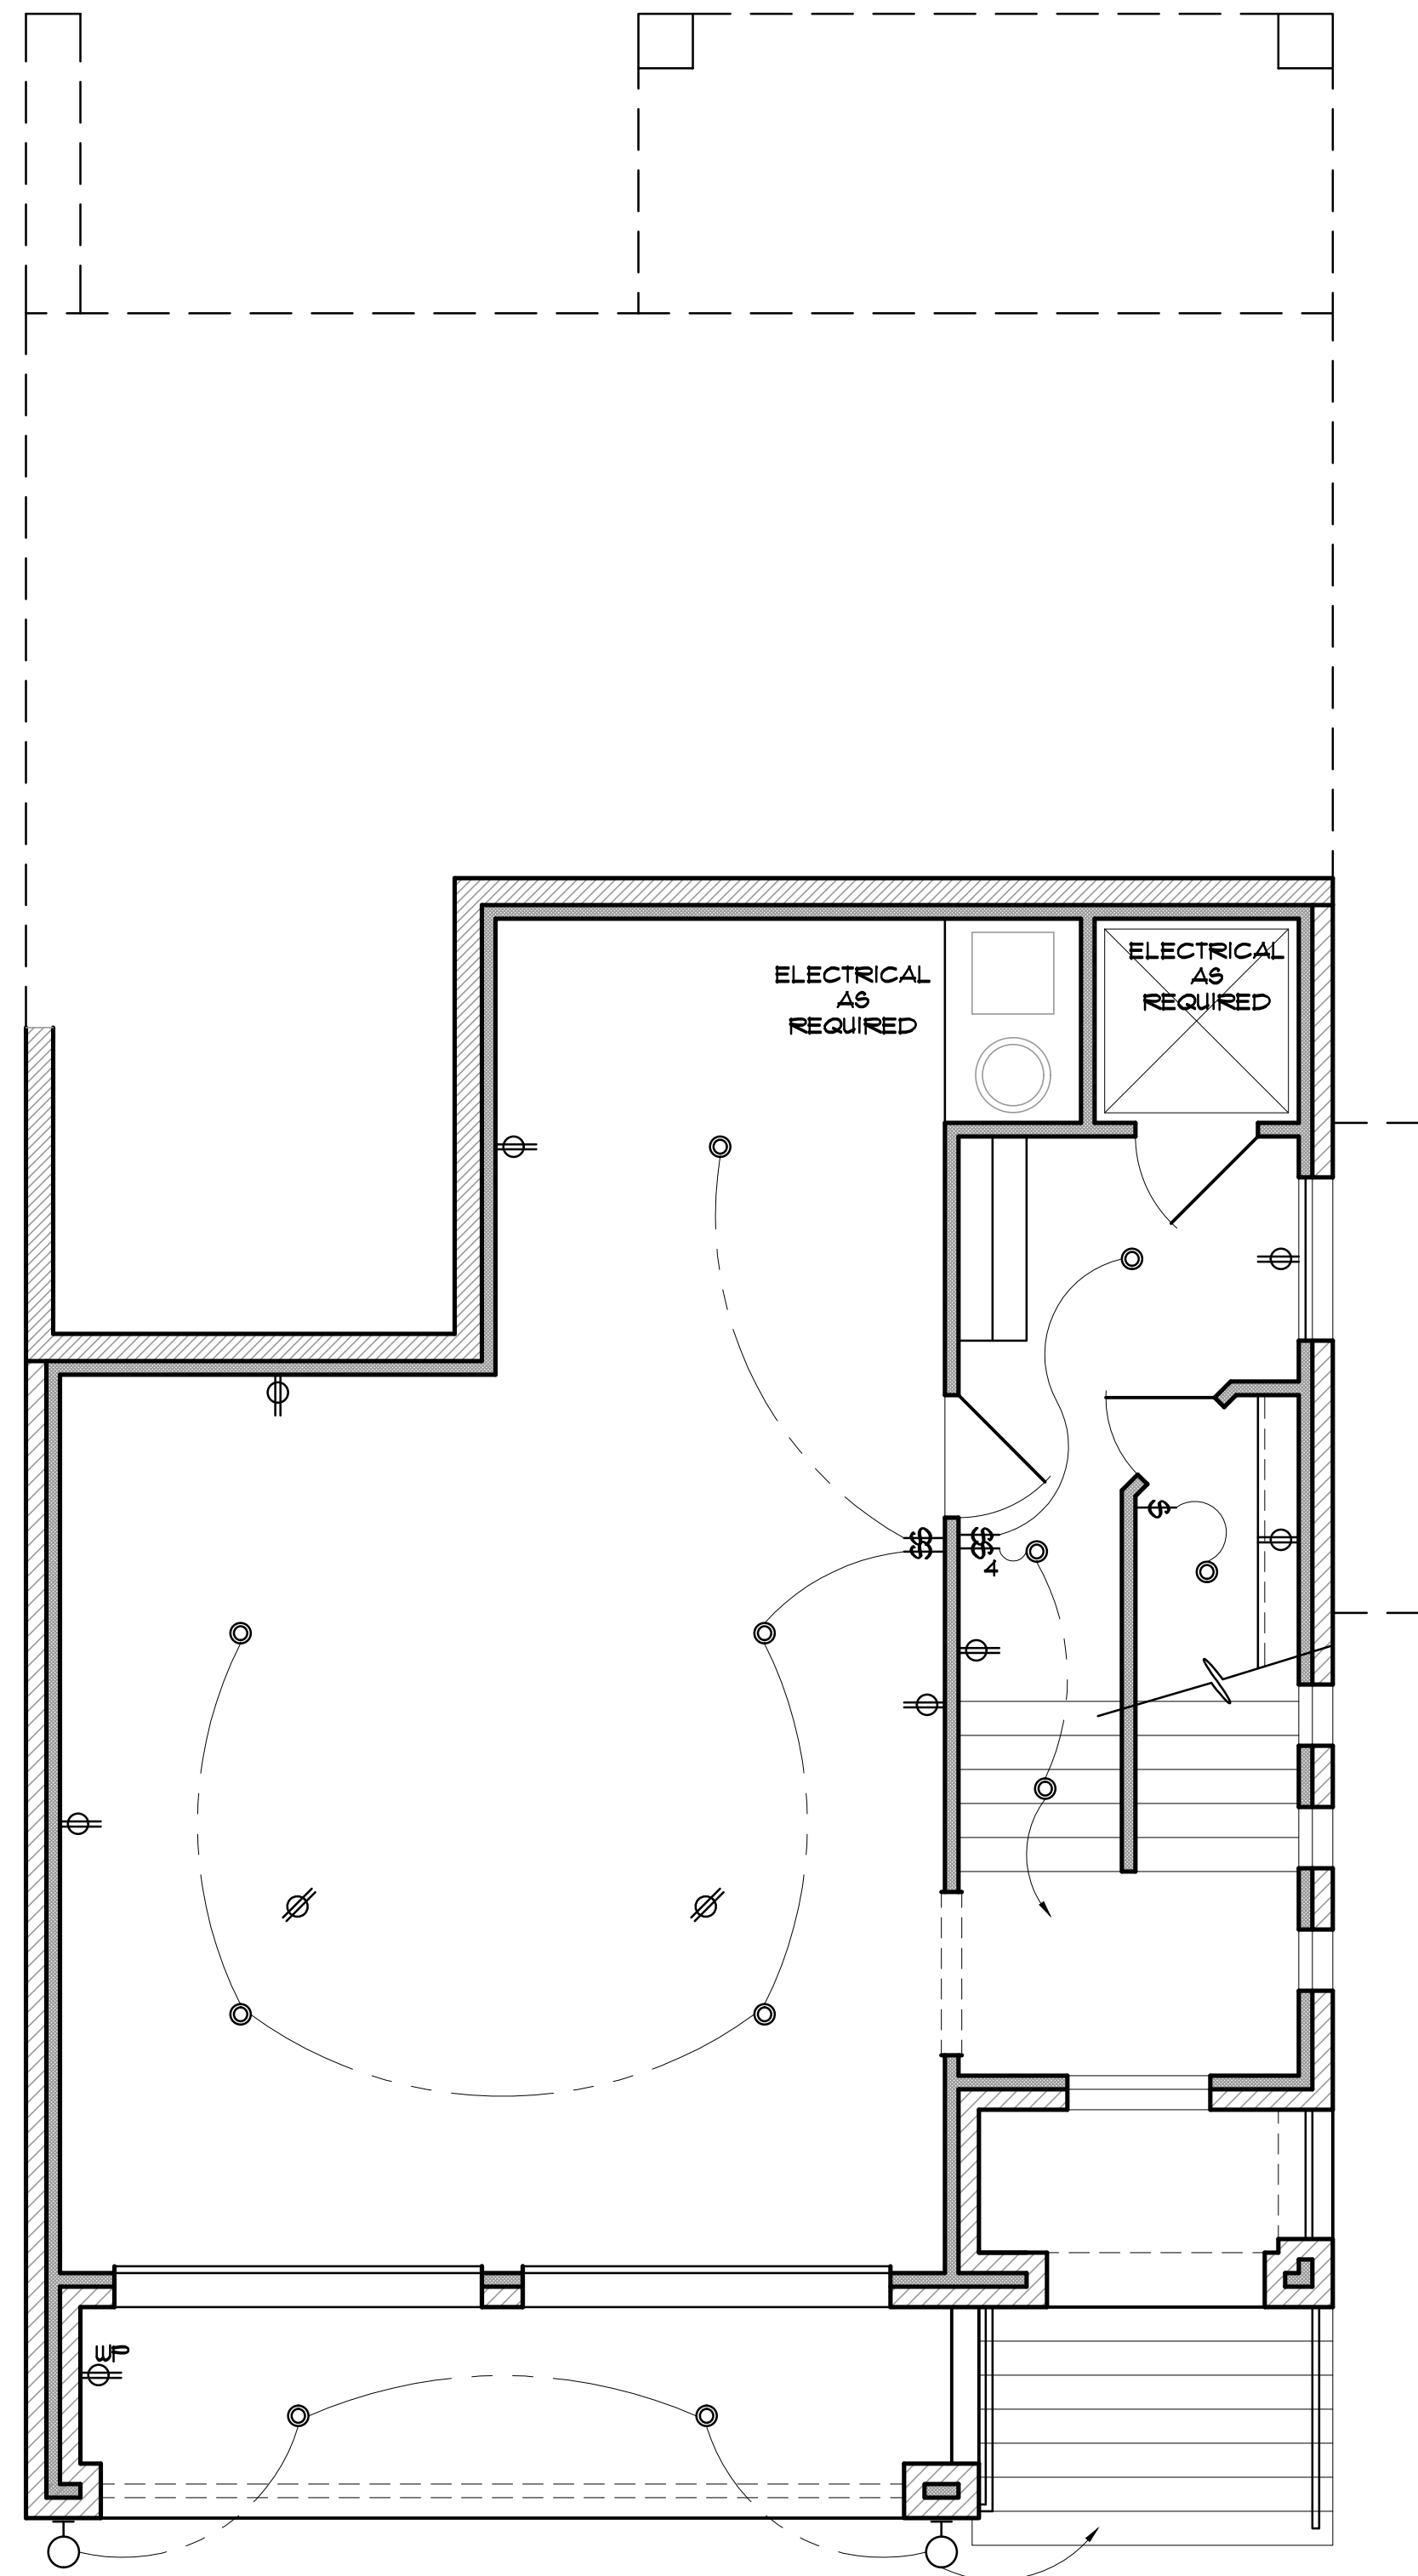 ELECTRICAL
AS
REQUIRED
ELECTRICAL
AS
REQUIRED
$
$
$
$
4
$
WP